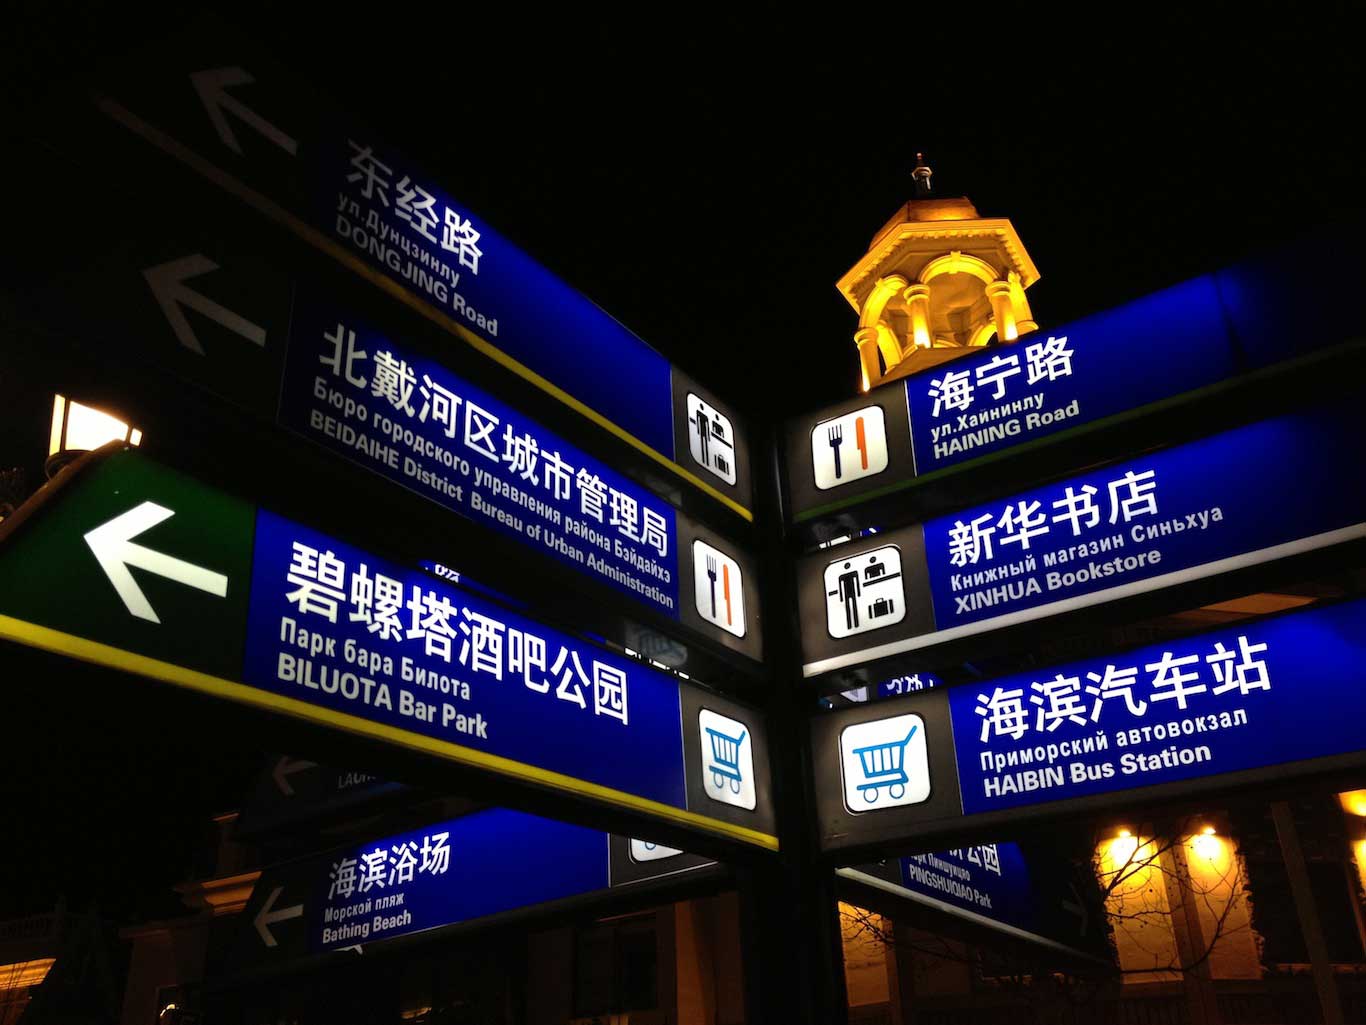 东经路
ул.Дунцзинлу
DONGJING Road
北戴河区城市管理局
Бюро городского управления района Бэйдайхэ
BEIDAIHE District Bureau of Urban Administration
碧螺塔酒吧公园
Парк бара Билота
BILUOTA Bar Park
海滨浴场
Морской пляж
Bathing Beach
海宁路
ул.Хайнинлу
HAINING Road
新华书店
Книжный магазин Синьхуа
XINHUA Bookstore
海滨汽车站
Приморский автовокзал
HAIBIN Bus Station
公园
Парк Пиншуицяо
PINGSHUIQIAO Park